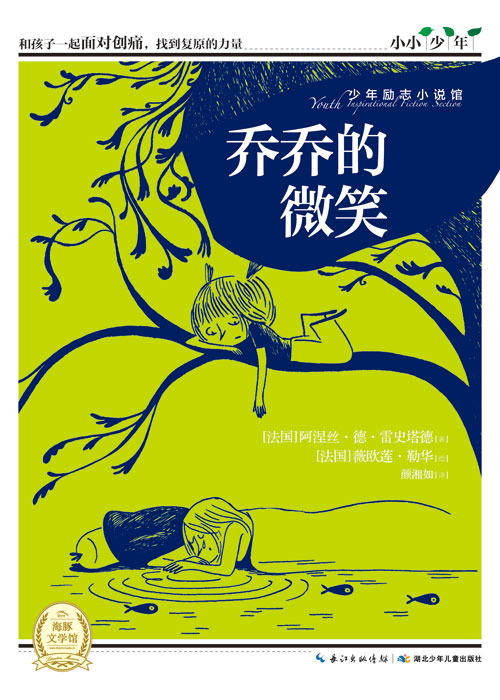 和孩子一起面对创痛，找到复原的力量
小小少年
少年励志小说馆
Youth Inspirational Fiction Section
乔乔的
微笑
[法国]阿涅丝·德·雷史塔德[著]
[法国]薇欧莲·勒华[绘]
颜湘如[译]
海豚
文学馆
长江出版传媒
湖北少年儿童出版社